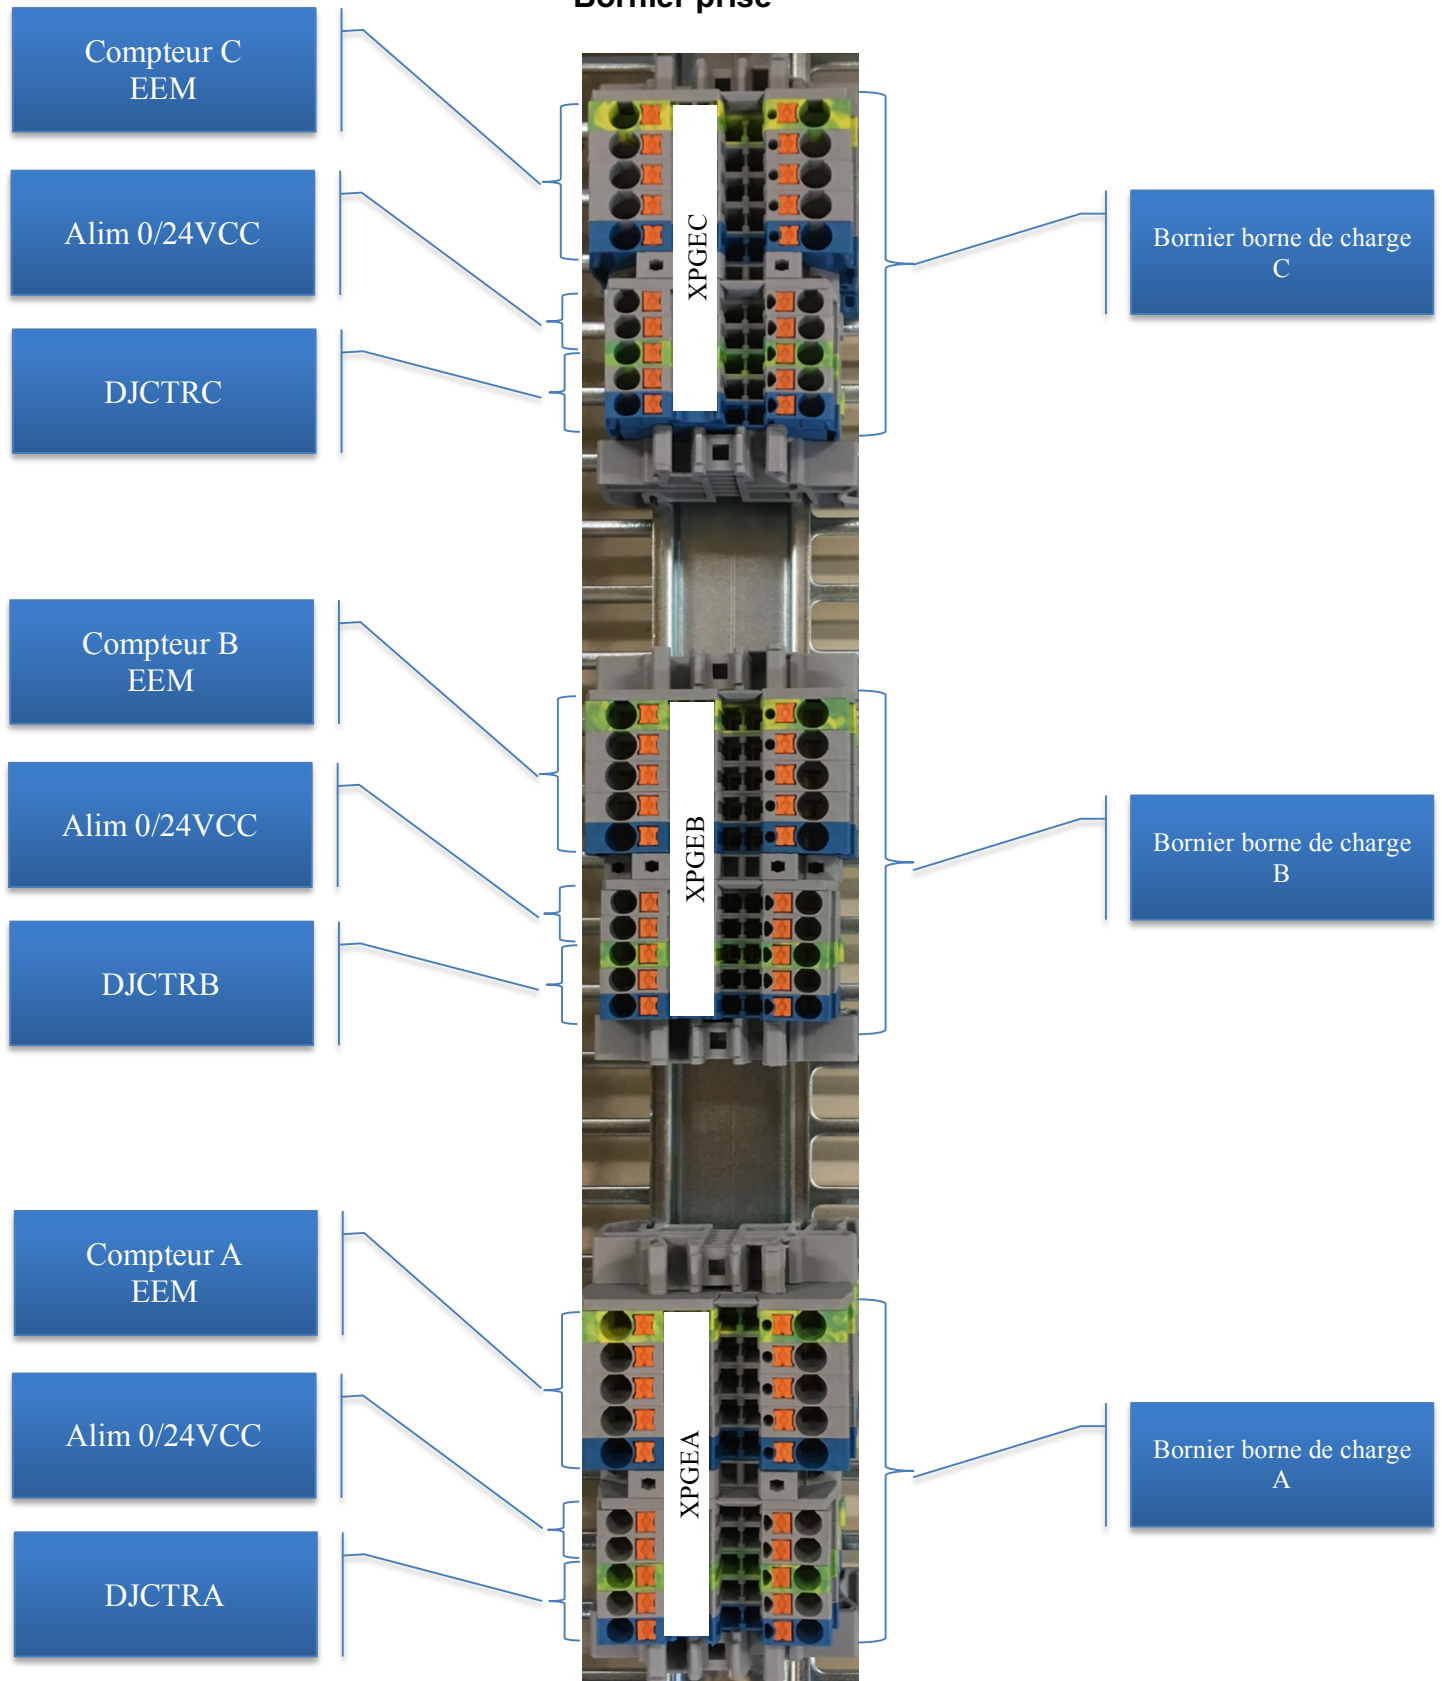 Bornier prise
Compteur C
EEM
Alim 0/24VCC
DJCTRC
XPGEC
Bornier borne de charge
C
Compteur B
EEM
Alim 0/24VCC
DJCTRB
XPGEB
Bornier borne de charge
B
Compteur A
EEM
Alim 0/24VCC
DJCTRA
XPGEA
Bornier borne de charge
A